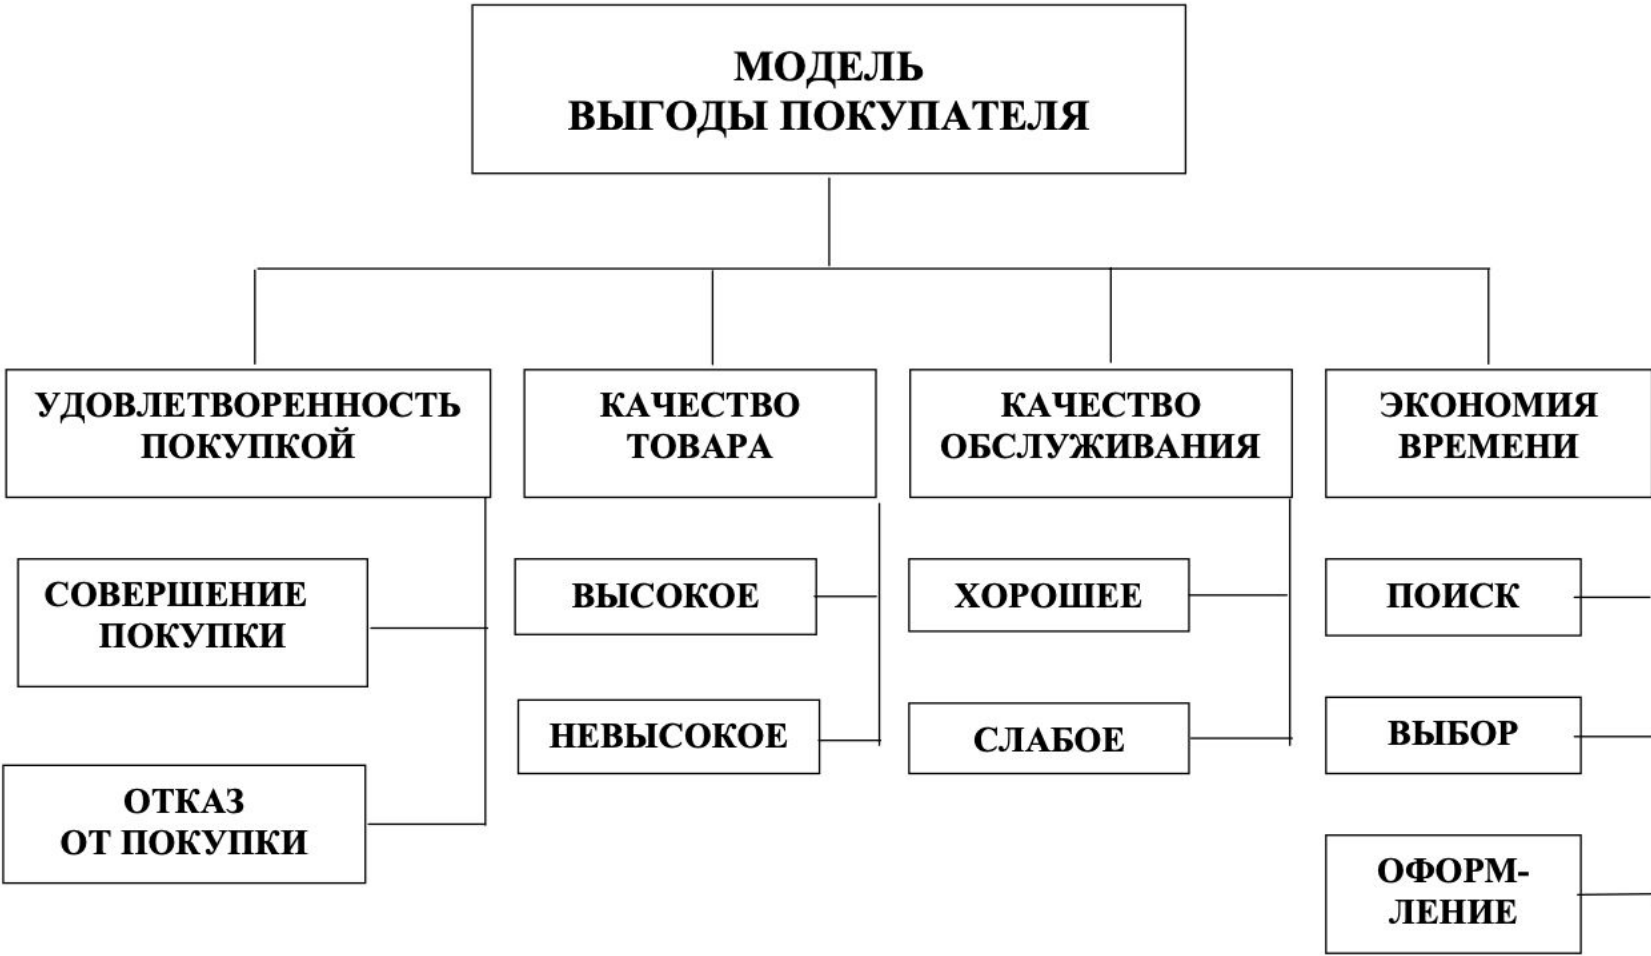 МОДЕЛЬ
ВЫГОДЫ ПОКУПАТЕЛЯ
УДОВЛЕТВОРЕННОСТЬ
ПОКУПКОЙ
СОВЕРШЕНИЕ
ПОКУПКИ
ОТКАЗ
ОТ ПОКУПКИ
КАЧЕСТВО
ТОВАРА
ВЫСОКОЕ
НЕВЫСОКОЕ
КАЧЕСТВО
ОБСЛУЖИВАНИЯ
ХОРОШЕЕ
СЛАБОЕ
ЭКОНОМИЯ
ВРЕМЕНИ
ПОИСК
ВЫБОР
ОФОРМ-
ЛЕНИЕ